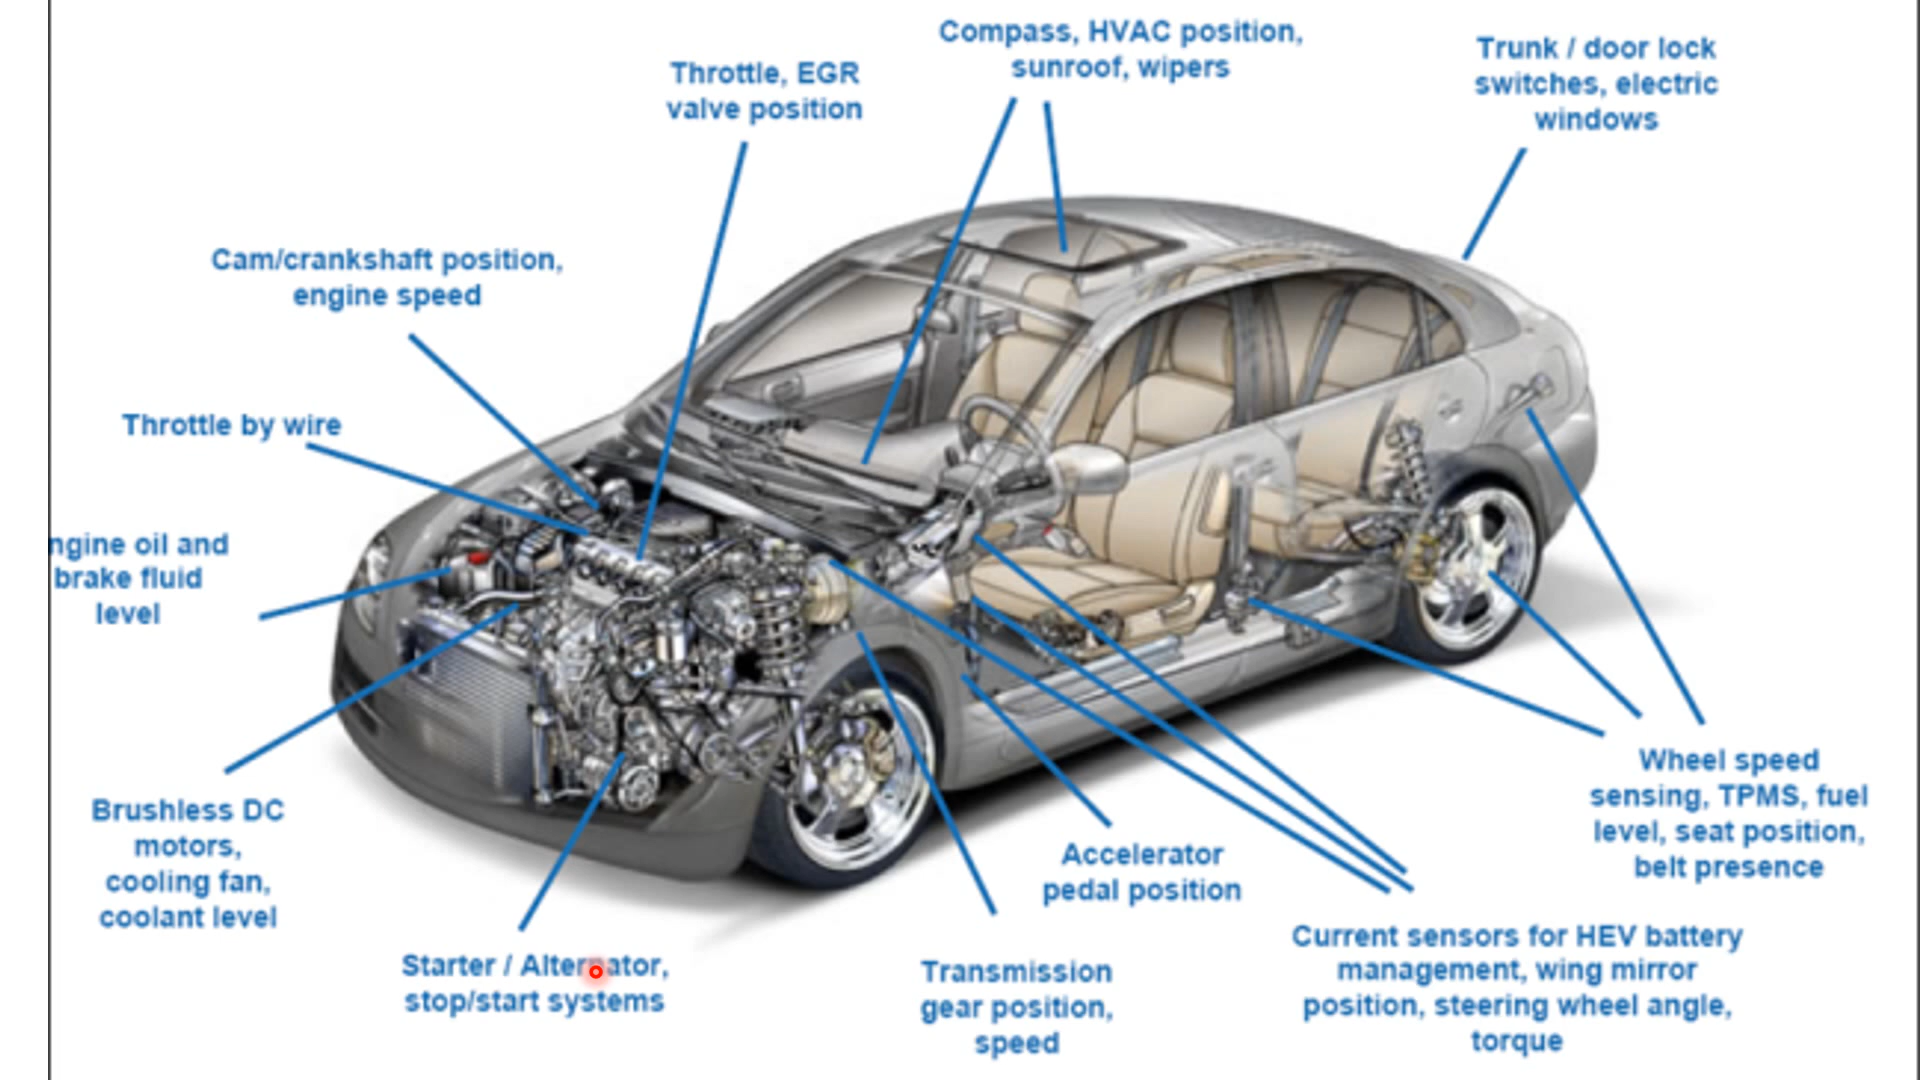 Compass, HVAC position,
sunroof, wipers
Trunk / door lock
switches, electric
windows
Throttle, EGR
valve position
Cam/crankshaft position,
engine speed
Throttle by wire
ngine oil and
brake fluid
level
Brushless DC
motors,
cooling fan,
coolant level
Starter / Alternator,
stop/start systems
Transmission
gear position,
speed
Accelerator
pedal position
Current sensors for HEV battery
management, wing mirror
position, steering wheel angle,
torque
Wheel speed
sensing, TPMS, fuel
level, seat position,
belt presence